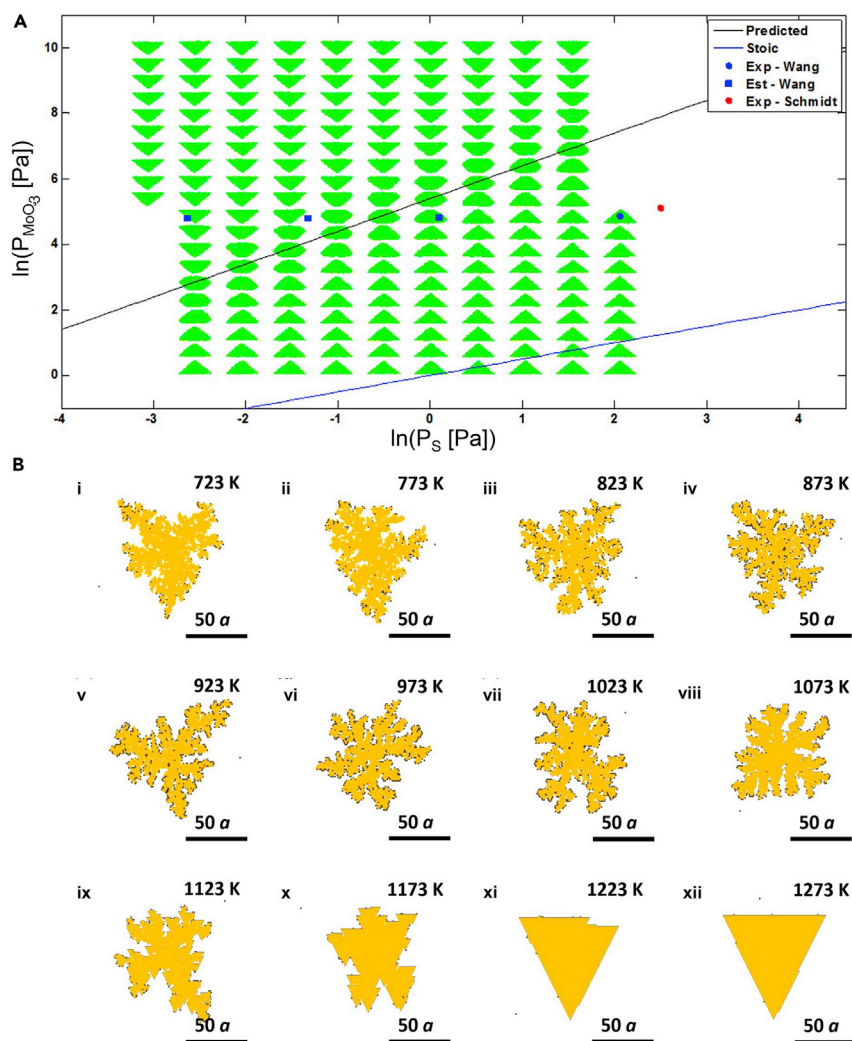 A
Predicted
Stoic
Exp - Wang
Est - Wang
Exp - Schmidt
10
8
6
4
2
0
ln(P_MoO3 [Pa])
-4 -3 -2 -1 0 1 2 3 4
ln(P_S [Pa])
B
i 723 K ii 773 K iii 823 K iv 873 K
50 a 50 a 50 a 50 a
v 923 K vi 973 K vii 1023 K viii 1073 K
50 a 50 a 50 a 50 a
ix 1123 K x 1173 K xi 1223 K xii 1273 K
50 a 50 a 50 a 50 a